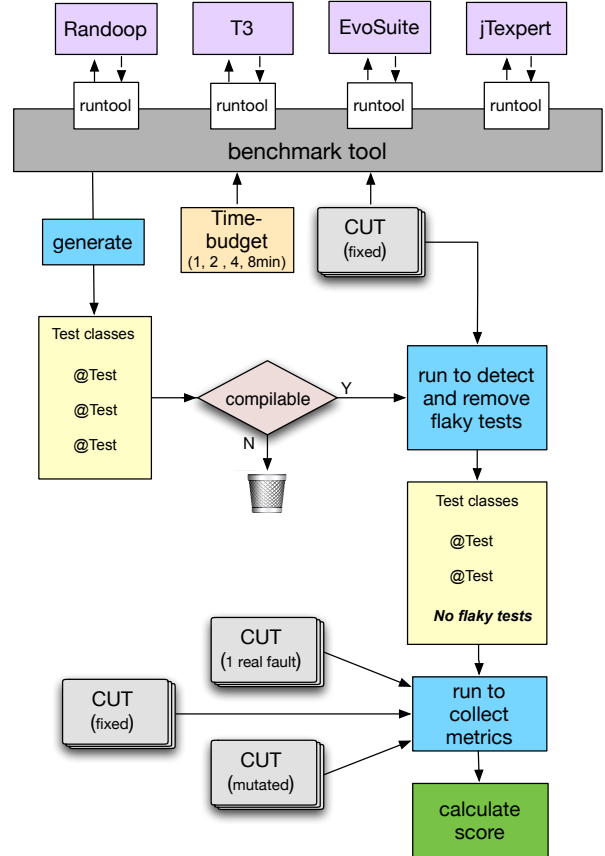 Randoop
T3
EvoSuite
jTexpert
runtool
runtool
runtool
runtool
benchmark tool
generate
Time-
budget
(1, 2 , 4, 8min)
CUT
(fixed)
Test classes
@Test
@Test
@Test
compilable
Y
N
run to detect
and remove
flaky tests
Test classes
@Test
@Test
No flaky tests
CUT
(1 real fault)
CUT
(fixed)
CUT
(mutated)
run to
collect
metrics
calculate
score